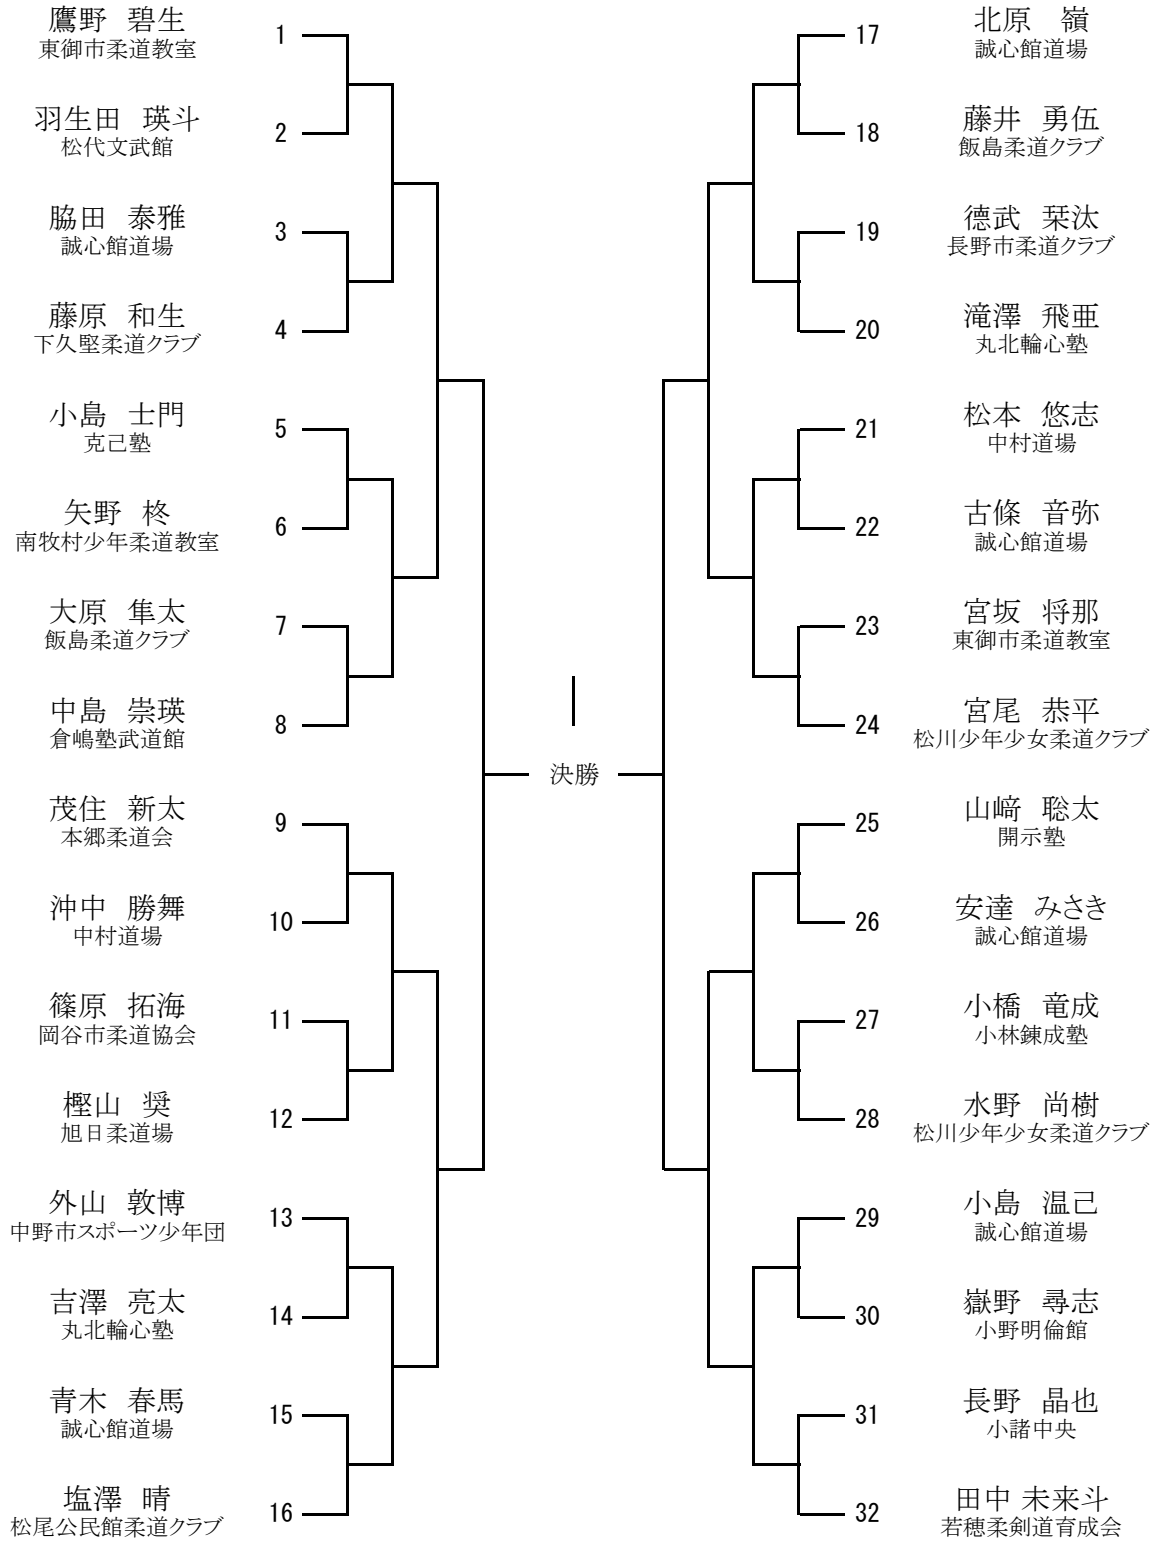 鷹野 碧生
東御市柔道教室
1
羽生田 瑛斗
松代文武館
2
脇田 泰雅
誠心館道場
3
藤原 和生
下久堅柔道クラブ
4
小島 士門
克己塾
5
矢野 柊
南牧村少年柔道教室
6
大原 隼太
飯島柔道クラブ
7
中島 崇瑛
倉嶋塾武道館
8
茂住 新太
本郷柔道会
9
沖中 勝舞
中村道場
10
篠原 拓海
岡谷市柔道協会
11
樫山 奨
旭日柔道場
12
外山 敦博
中野市スポーツ少年団
13
吉澤 亮太
丸北輪心塾
14
青木 春馬
誠心館道場
15
塩澤 晴
松尾公民館柔道クラブ
16
決勝
17
北原 嶺
誠心館道場
18
藤井 勇伍
飯島柔道クラブ
19
德武 栞汰
長野市柔道クラブ
20
滝澤 飛亜
丸北輪心塾
21
松本 悠志
中村道場
22
古條 音弥
誠心館道場
23
宮坂 将那
東御市柔道教室
24
宮尾 恭平
松川少年少女柔道クラブ
25
山﨑 聡太
開示塾
26
安達 みさき
誠心館道場
27
小橋 竜成
小林錬成塾
28
水野 尚樹
松川少年少女柔道クラブ
29
小島 温己
誠心館道場
30
嶽野 尋志
小野明倫館
31
長野 晶也
小諸中央
32
田中 未来斗
若穂柔剣道育成会